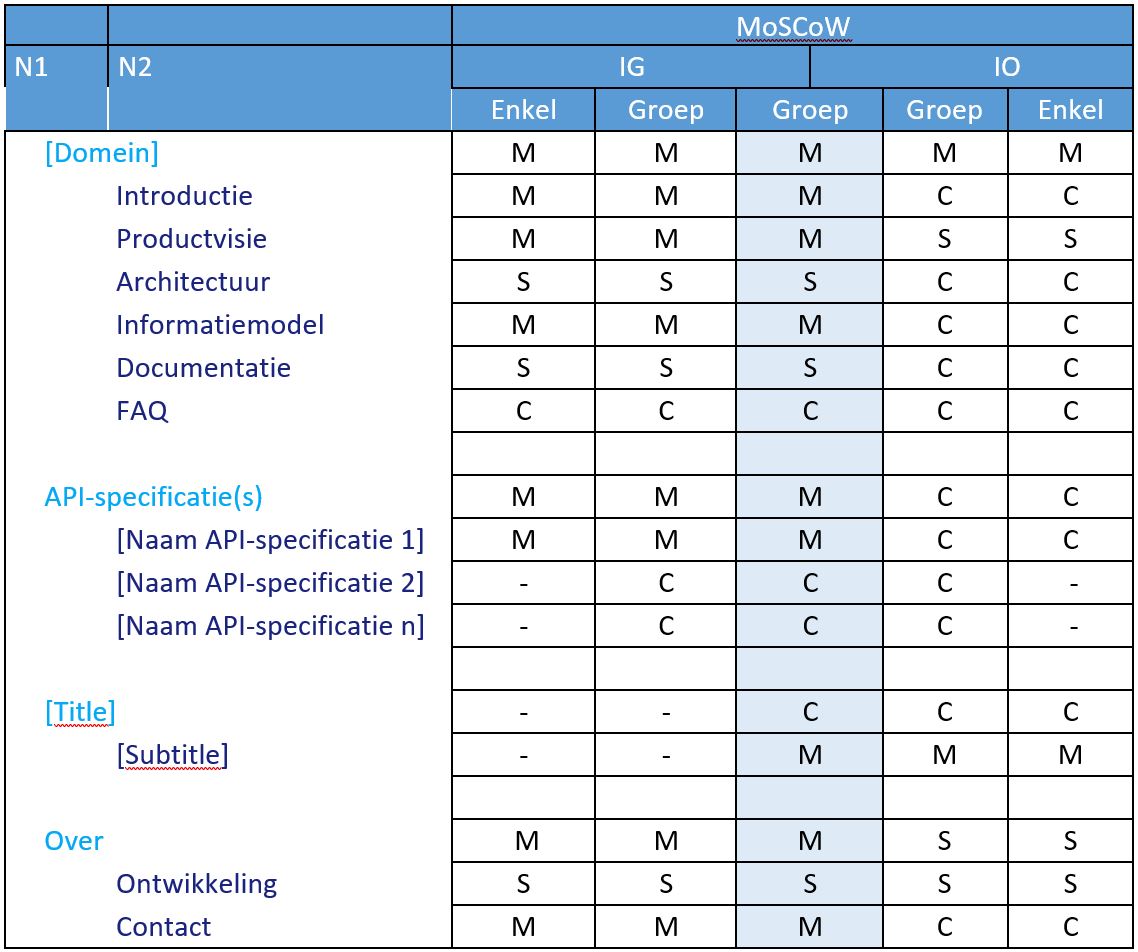 MoSCoW
N1 N2 IG IO
Enkel Groep Groep Groep Enkel
[Domein] M M M M M
Introductie M M M C C
Productvisie M M M S S
Architectuur S S S C C
Informatiemodel M M M C C
Documentatie S S S C C
FAQ C C C C C
API-specificatie(s) M M M C C
[Naam API-specificatie 1] M M M C C
[Naam API-specificatie 2] - C C C -
[Naam API-specificatie n] - C C C -
[Title] - - C C C
[Subtitle] - - M M M
Over M M M S S
Ontwikkeling S S S S S
Contact M M M C C